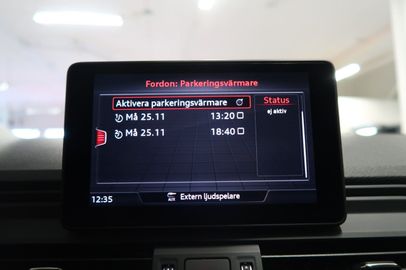 Fordon: Parkeringsvärmare
Aktivera parkeringsvärmare
Status
ej aktiv
Må 25.11 13:20
Må 25.11 18:40
12:35 AUX Extern ljudspelare